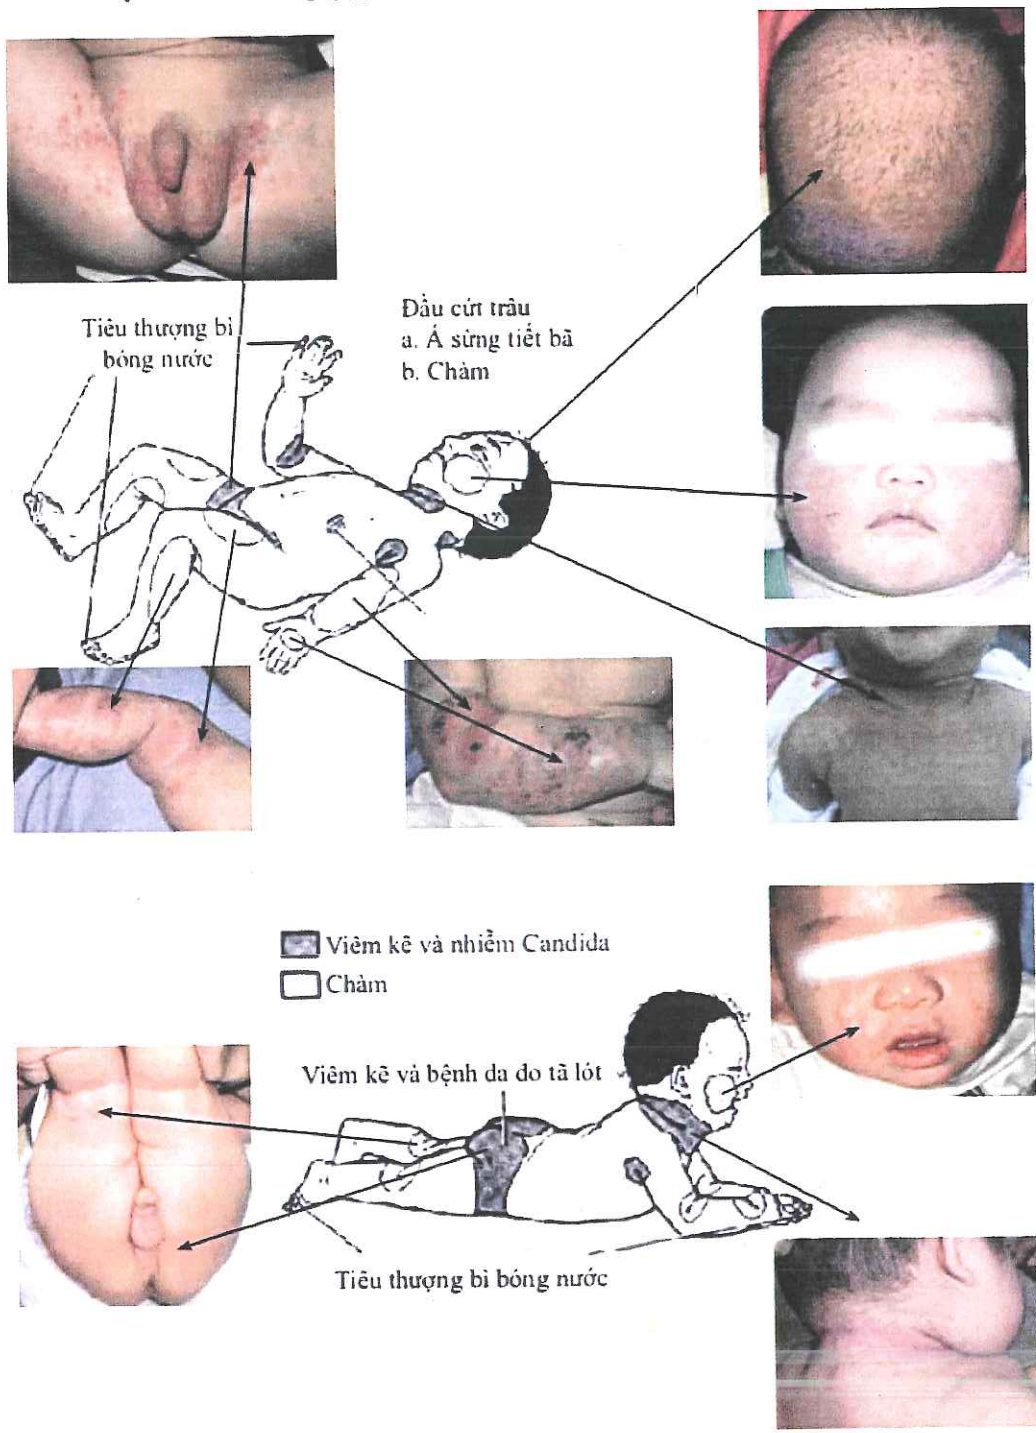 Tiêu thượng bì
bóng nước
Đầu cứt trâu
a. Á sừng tiết bã
b. Chàm
Viêm kẽ và nhiễm Candida
Chàm
Viêm kẽ và bệnh da do tã lót
Tiêu thượng bì bóng nước